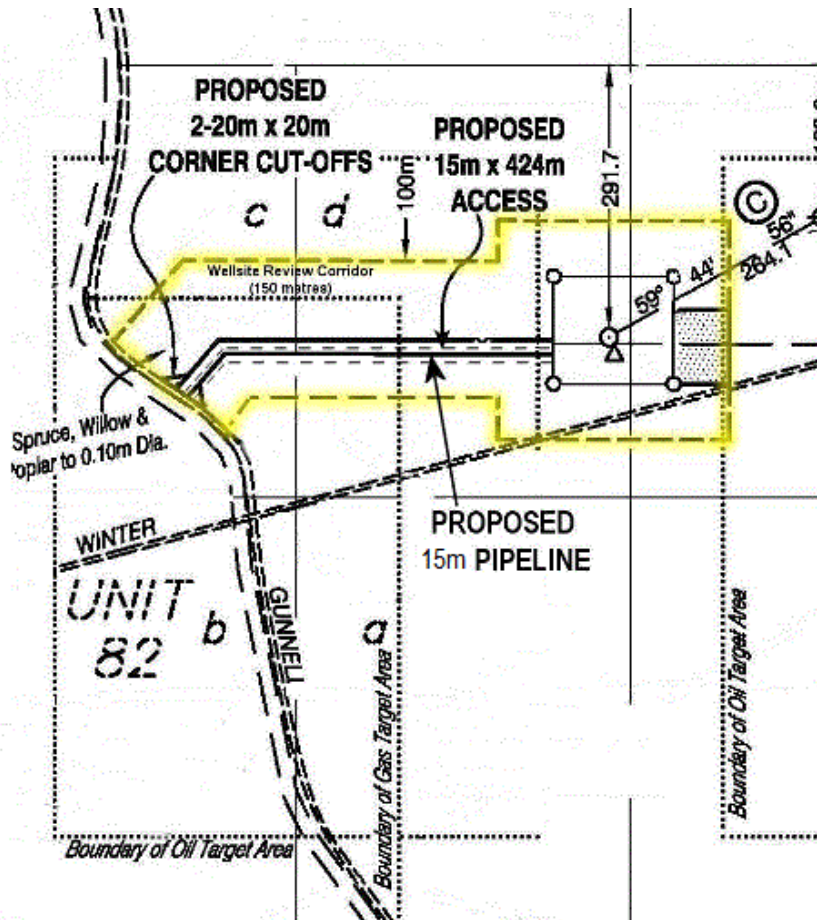 PROPOSED
2-20m x 20m
CORNER CUT-OFFS
PROPOSED
15m x 424m
ACCESS
100m
291.7
C
c d
56"
44'
59°
264.1
Wellsite Review Corridor
(150 metres)
Spruce, Willow &
oplar to 0.10m Dia.
WINTER
PROPOSED
15m PIPELINE
UNIT
82
b
a
GUNNELL
Boundary of Gas Target Area
Boundary of Oil Target Area
Boundary of Oil Target Area